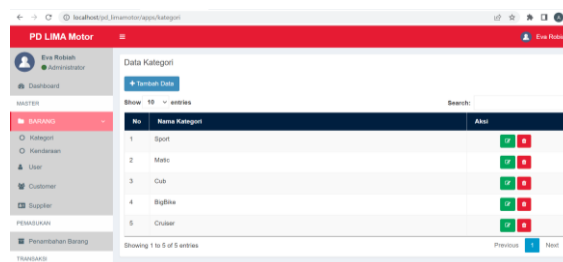 localhost/pd_limamotor/apps/kategori
PD LIMA Motor
Eva Robiah
Eva Robiah
Administrator
Dashboard
MASTER
BARANG
Kategori
Kendaraan
User
Customer
Supplier
PEMASUKAN
Penambahan Barang
TRANSAKSI
Data Kategori
+ Tambah Data
Show 10 entries
Search:
No Nama Kategori Aksi
1 Sport
2 Matic
3 Cub
4 BigBike
5 Cruiser
Showing 1 to 5 of 5 entries
Previous 1 Next